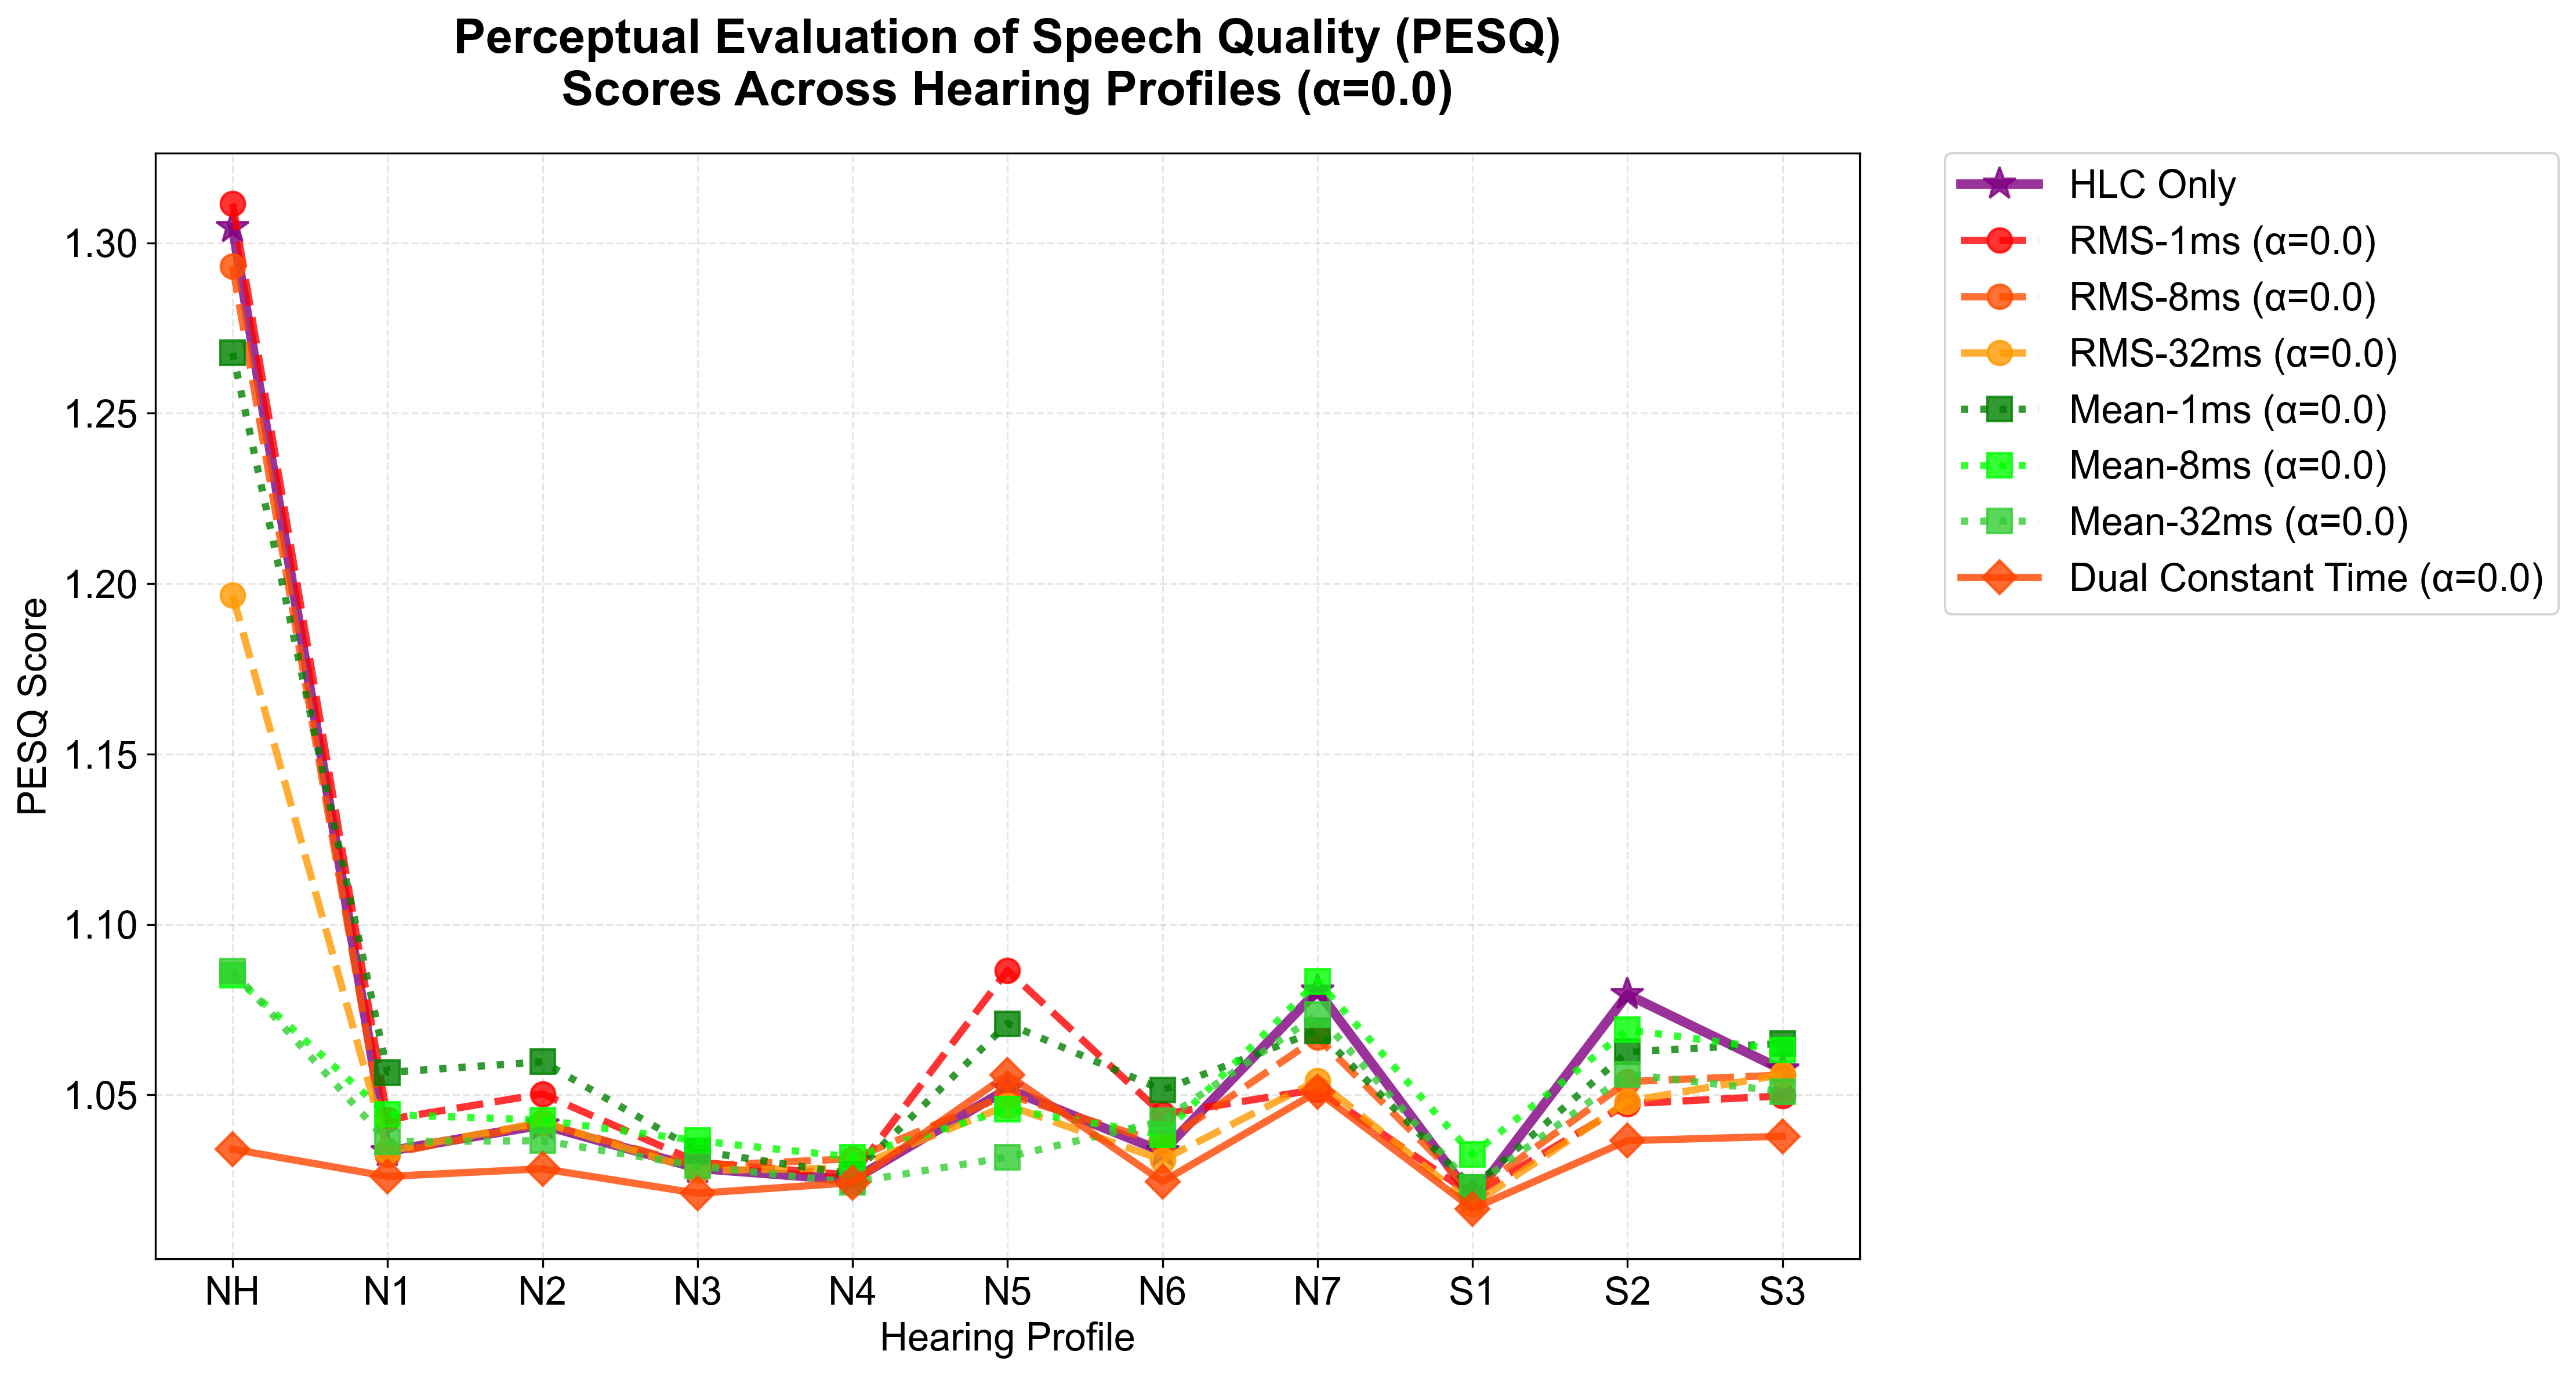 Perceptual Evaluation of Speech Quality (PESQ)
Scores Across Hearing Profiles (α=0.0)
HLC Only
RMS-1ms (α=0.0)
RMS-8ms (α=0.0)
RMS-32ms (α=0.0)
Mean-1ms (α=0.0)
Mean-8ms (α=0.0)
Mean-32ms (α=0.0)
Dual Constant Time (α=0.0)
PESQ Score
1.30
1.25
1.20
1.15
1.10
1.05
NH N1 N2 N3 N4 N5 N6 N7 S1 S2 S3
Hearing Profile